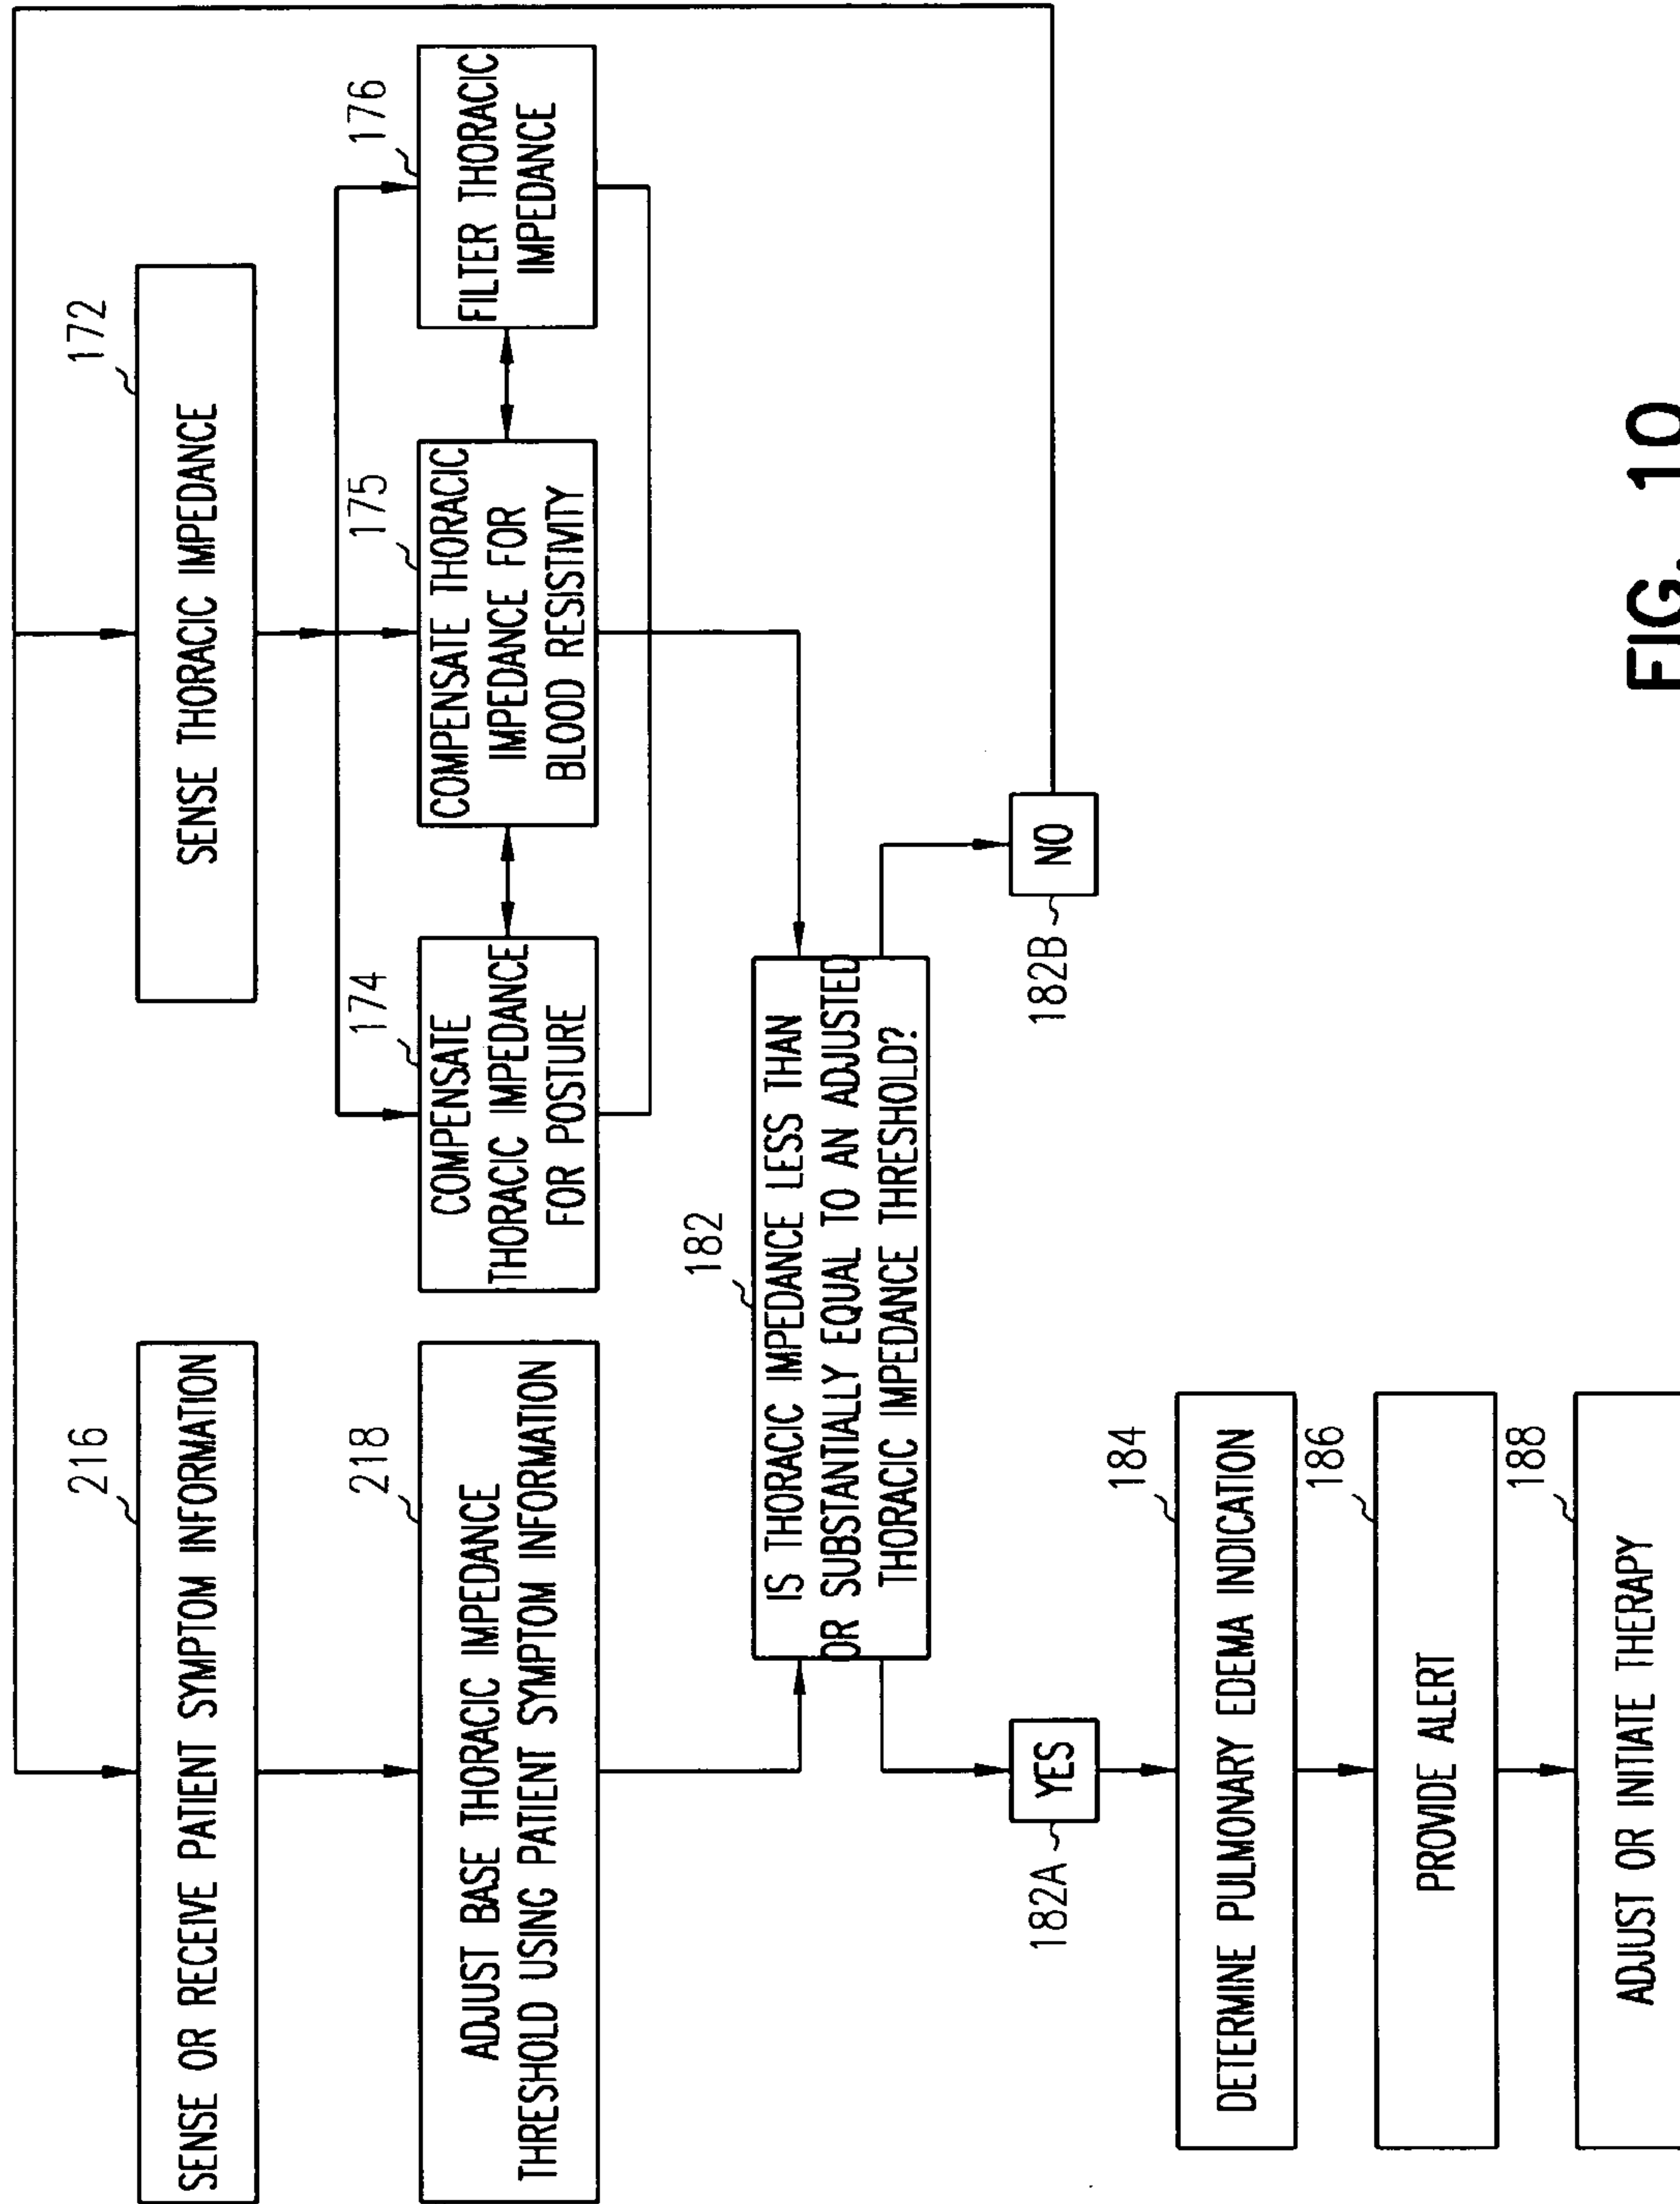 216
SENSE OR RECEIVE PATIENT SYMPTOM INFORMATION
172
SENSE THORACIC IMPEDANCE
218
ADJUST BASE THORACIC IMPEDANCE
THRESHOLD USING PATIENT SYMPTOM INFORMATION
174
COMPENSATE
THORACIC IMPEDANCE
FOR POSTURE
175
COMPENSATE THORACIC
IMPEDANCE FOR
BLOOD RESISTIVITY
176
FILTER THORACIC
IMPEDANCE
182
IS THORACIC IMPEDANCE LESS THAN
OR SUBSTANTIALLY EQUAL TO AN ADJUSTED
THORACIC IMPEDANCE THRESHOLD?
182A
YES
182B
NO
184
DETERMINE PULMONARY EDEMA INDICATION
186
PROVIDE ALERT
188
ADJUST OR INITIATE THERAPY
FIG. 10